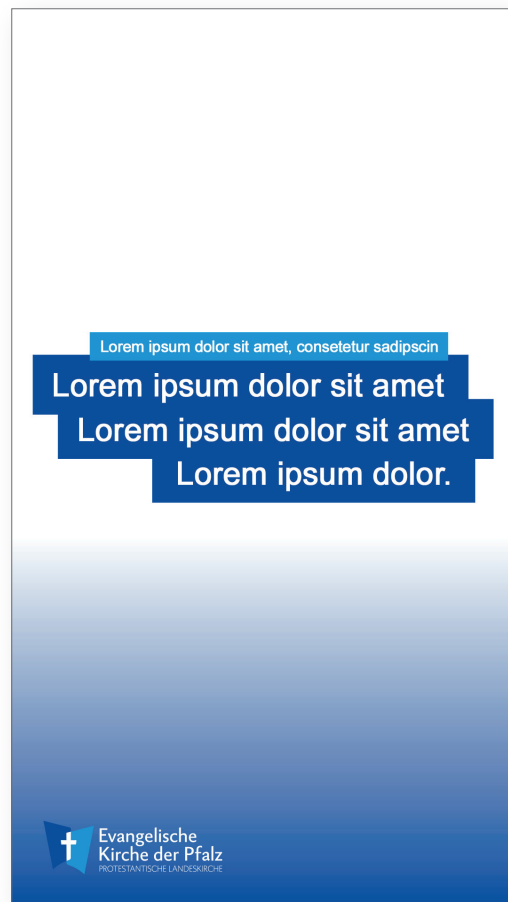 Lorem ipsum dolor sit amet, consetetur sadipscin
Lorem ipsum dolor sit amet
Lorem ipsum dolor sit amet
Lorem ipsum dolor.
Evangelische
Kirche der Pfalz
PROTESTANTISCHE LANDESKIRCHE